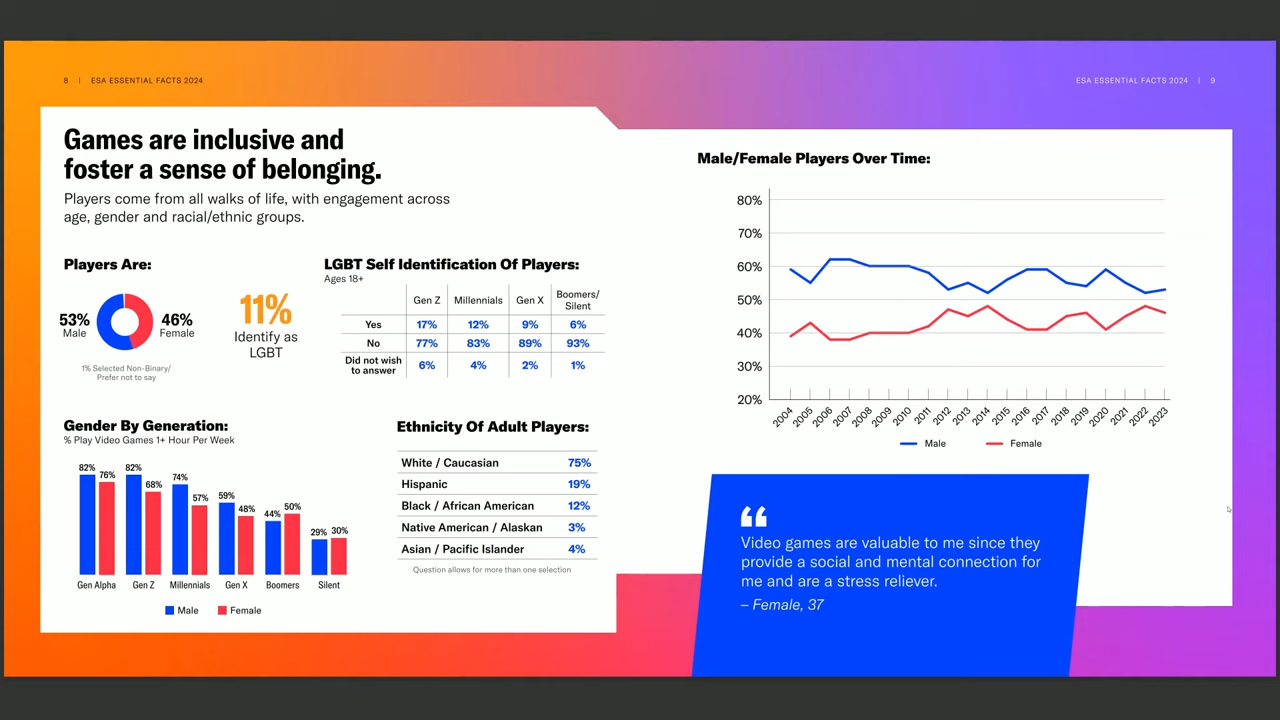 8 | ESA ESSENTIAL FACTS 2024
ESA ESSENTIAL FACTS 2024 | 9
Games are inclusive and
foster a sense of belonging.
Players come from all walks of life, with engagement across
age, gender and racial/ethnic groups.
Players Are:
53%
Male
46%
Female
1% Selected Non-Binary/
Prefer not to say
11%
Identify as
LGBT
LGBT Self Identification Of Players:
Ages 18+
Gen Z Millennials Gen X Boomers/
Silent
Yes 17% 12% 9% 6%
No 77% 83% 89% 93%
Did not wish
to answer 6% 4% 2% 1%
Gender By Generation:
% Play Video Games 1+ Hour Per Week
82% 76% 82% 68% 74% 57% 59% 48% 44% 50% 29% 30%
Gen Alpha Gen Z Millennials Gen X Boomers Silent
Male Female
Ethnicity Of Adult Players:
White / Caucasian 75%
Hispanic 19%
Black / African American 12%
Native American / Alaskan 3%
Asian / Pacific Islander 4%
Question allows for more than one selection
Male/Female Players Over Time:
80%
70%
60%
50%
40%
30%
20%
2004 2005 2006 2007 2008 2009 2010 2011 2012 2013 2014 2015 2016 2017 2018 2019 2020 2021 2022 2023
Male Female
“
Video games are valuable to me since they
provide a social and mental connection for
me and are a stress reliever.
– Female, 37